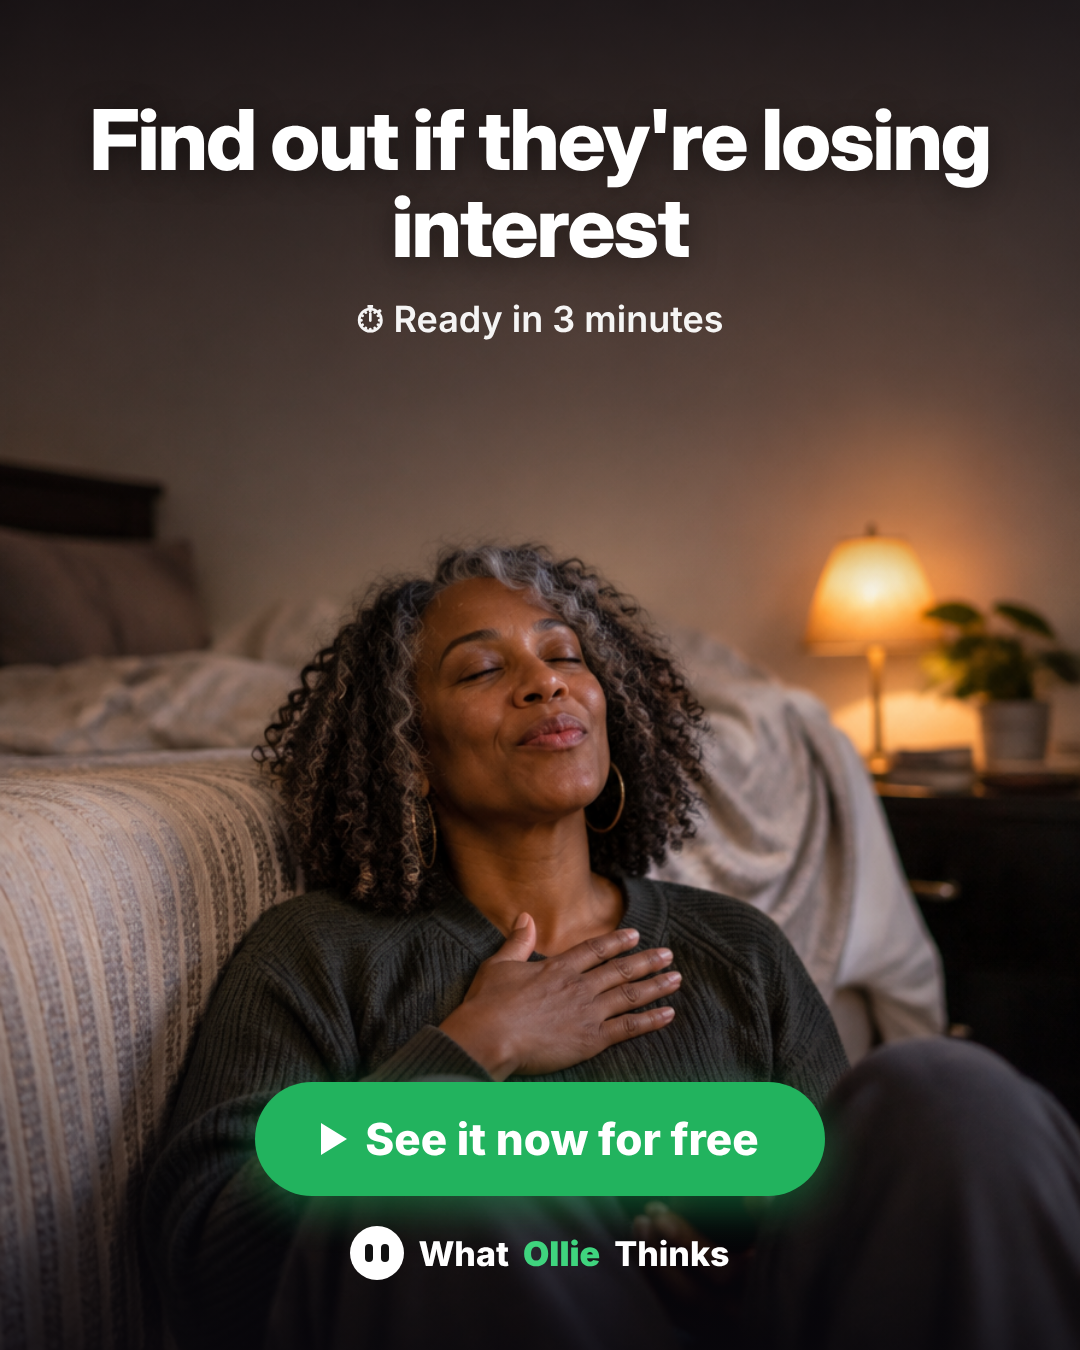 Find out if they're losing
interest
⏱ Ready in 3 minutes
▶ See it now for free
What Ollie Thinks